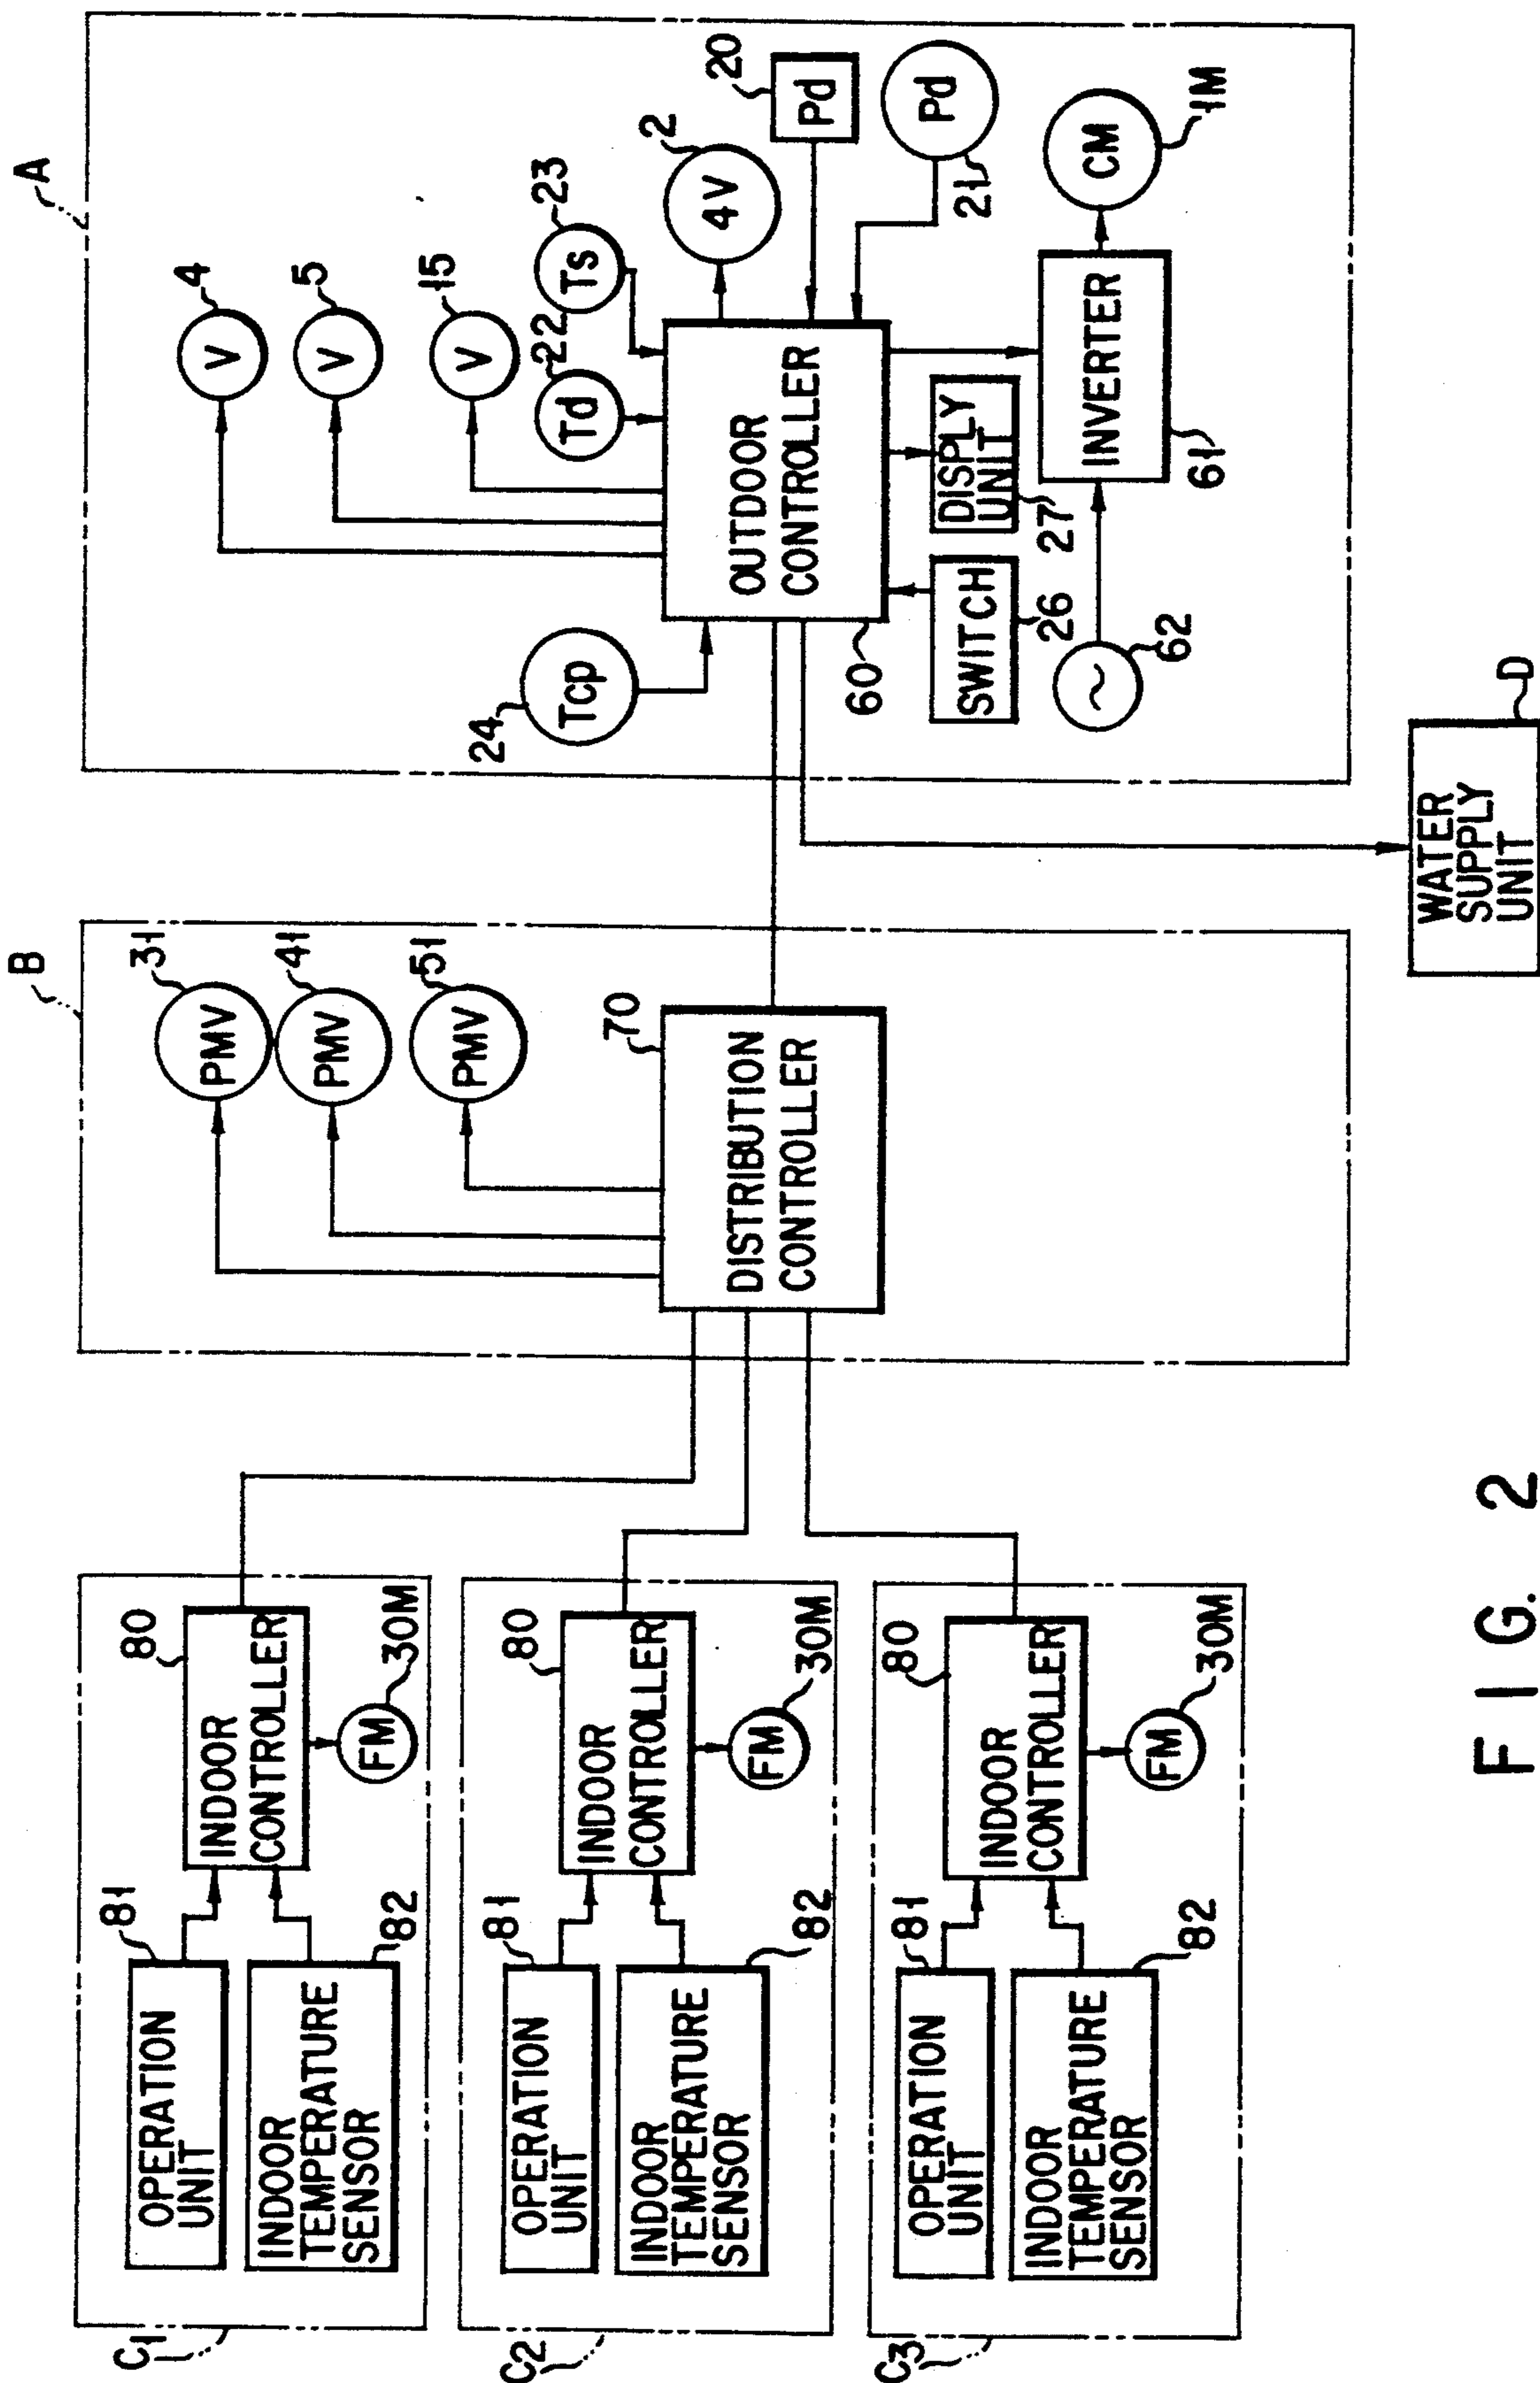 A
4
V
5
V
15
V
23
Ts
22
Td
2
4V
20
Pd
Pd
21
24
Tcp
OUTDOOR
CONTROLLER
60
SWITCH
26
DISPLY
UNIT
27
INVERTER
61
CM
1M
~
62
B
31
PMV
41
PMV
51
PMV
70
DISTRIBUTION
CONTROLLER
WATER
SUPPLY
UNIT
D
C1
81
OPERATION
UNIT
INDOOR
TEMPERATURE
SENSOR
82
80
INDOOR
CONTROLLER
FM
30M
C2
81
OPERATION
UNIT
INDOOR
TEMPERATURE
SENSOR
82
80
INDOOR
CONTROLLER
FM
30M
C3
81
OPERATION
UNIT
INDOOR
TEMPERATURE
SENSOR
82
80
INDOOR
CONTROLLER
FM
30M
FIG. 2